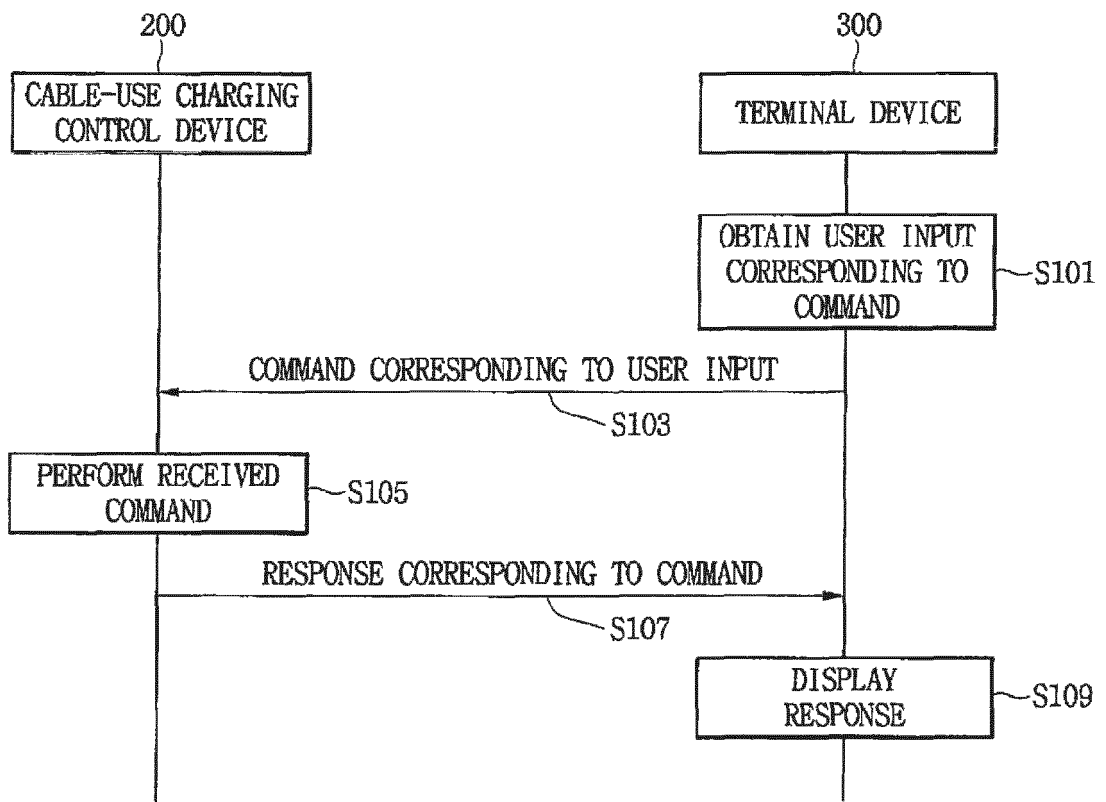 200
300
CABLE-USE CHARGING
CONTROL DEVICE
TERMINAL DEVICE
OBTAIN USER INPUT
CORRESPONDING TO
COMMAND
S101
COMMAND CORRESPONDING TO USER INPUT
S103
PERFORM RECEIVED
COMMAND
S105
RESPONSE CORRESPONDING TO COMMAND
S107
DISPLAY
RESPONSE
S109